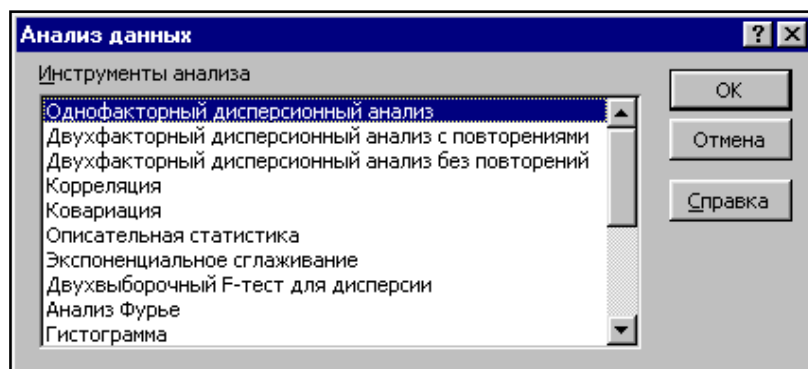 Анализ данных
Инструменты анализа
Однофакторный дисперсионный анализ
Двухфакторный дисперсионный анализ с повторениями
Двухфакторный дисперсионный анализ без повторений
Корреляция
Ковариация
Описательная статистика
Экспоненциальное сглаживание
Двухвыборочный F-тест для дисперсии
Анализ Фурье
Гистограмма
OK
Отмена
Справка